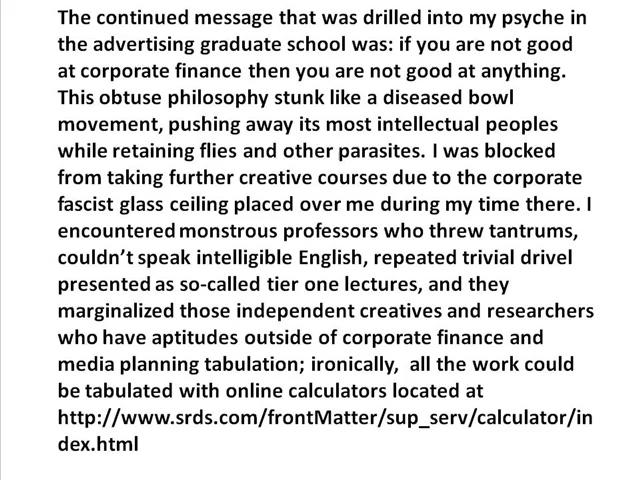 The continued message that was drilled into my psyche in
the advertising graduate school was: if you are not good
at corporate finance then you are not good at anything.
This obtuse philosophy stunk like a diseased bowl
movement, pushing away its most intellectual peoples
while retaining flies and other parasites. I was blocked
from taking further creative courses due to the corporate
fascist glass ceiling placed over me during my time there. I
encountered monstrous professors who threw tantrums,
couldn’t speak intelligible English, repeated trivial drivel
presented as so-called tier one lectures, and they
marginalized those independent creatives and researchers
who have aptitudes outside of corporate finance and
media planning tabulation; ironically,  all the work could
be tabulated with online calculators located at
http://www.srds.com/frontMatter/sup_serv/calculator/in
dex.html